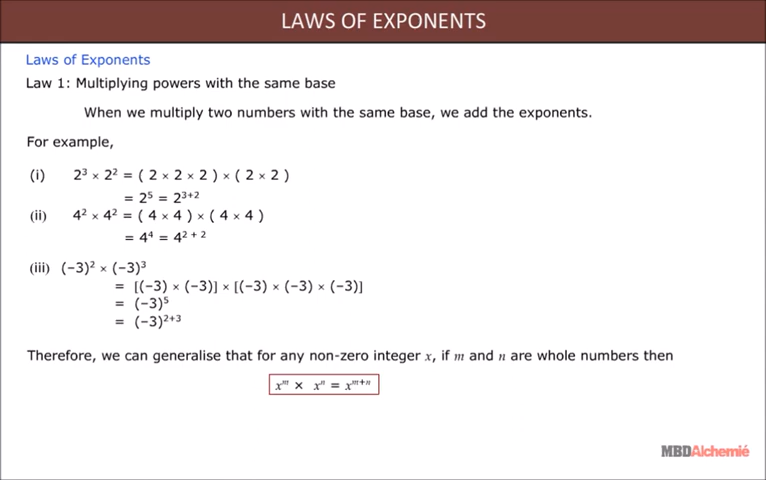 LAWS OF EXPONENTS
Laws of Exponents
Law 1: Multiplying powers with the same base
When we multiply two numbers with the same base, we add the exponents.
For example,
(i) 2³ × 2² = ( 2 × 2 × 2 ) × ( 2 × 2 )
= 2⁵ = 2³⁺²
(ii) 4² × 4² = ( 4 × 4 ) × ( 4 × 4 )
= 4⁴ = 4² ⁺ ²
(iii) (−3)² × (−3)³
= [(−3) × (−3)] × [(−3) × (−3) × (−3)]
= (−3)⁵
= (−3)²⁺³
Therefore, we can generalise that for any non-zero integer x, if m and n are whole numbers then
xᵐ × xⁿ = xᵐ⁺ⁿ
MBDAlchemié